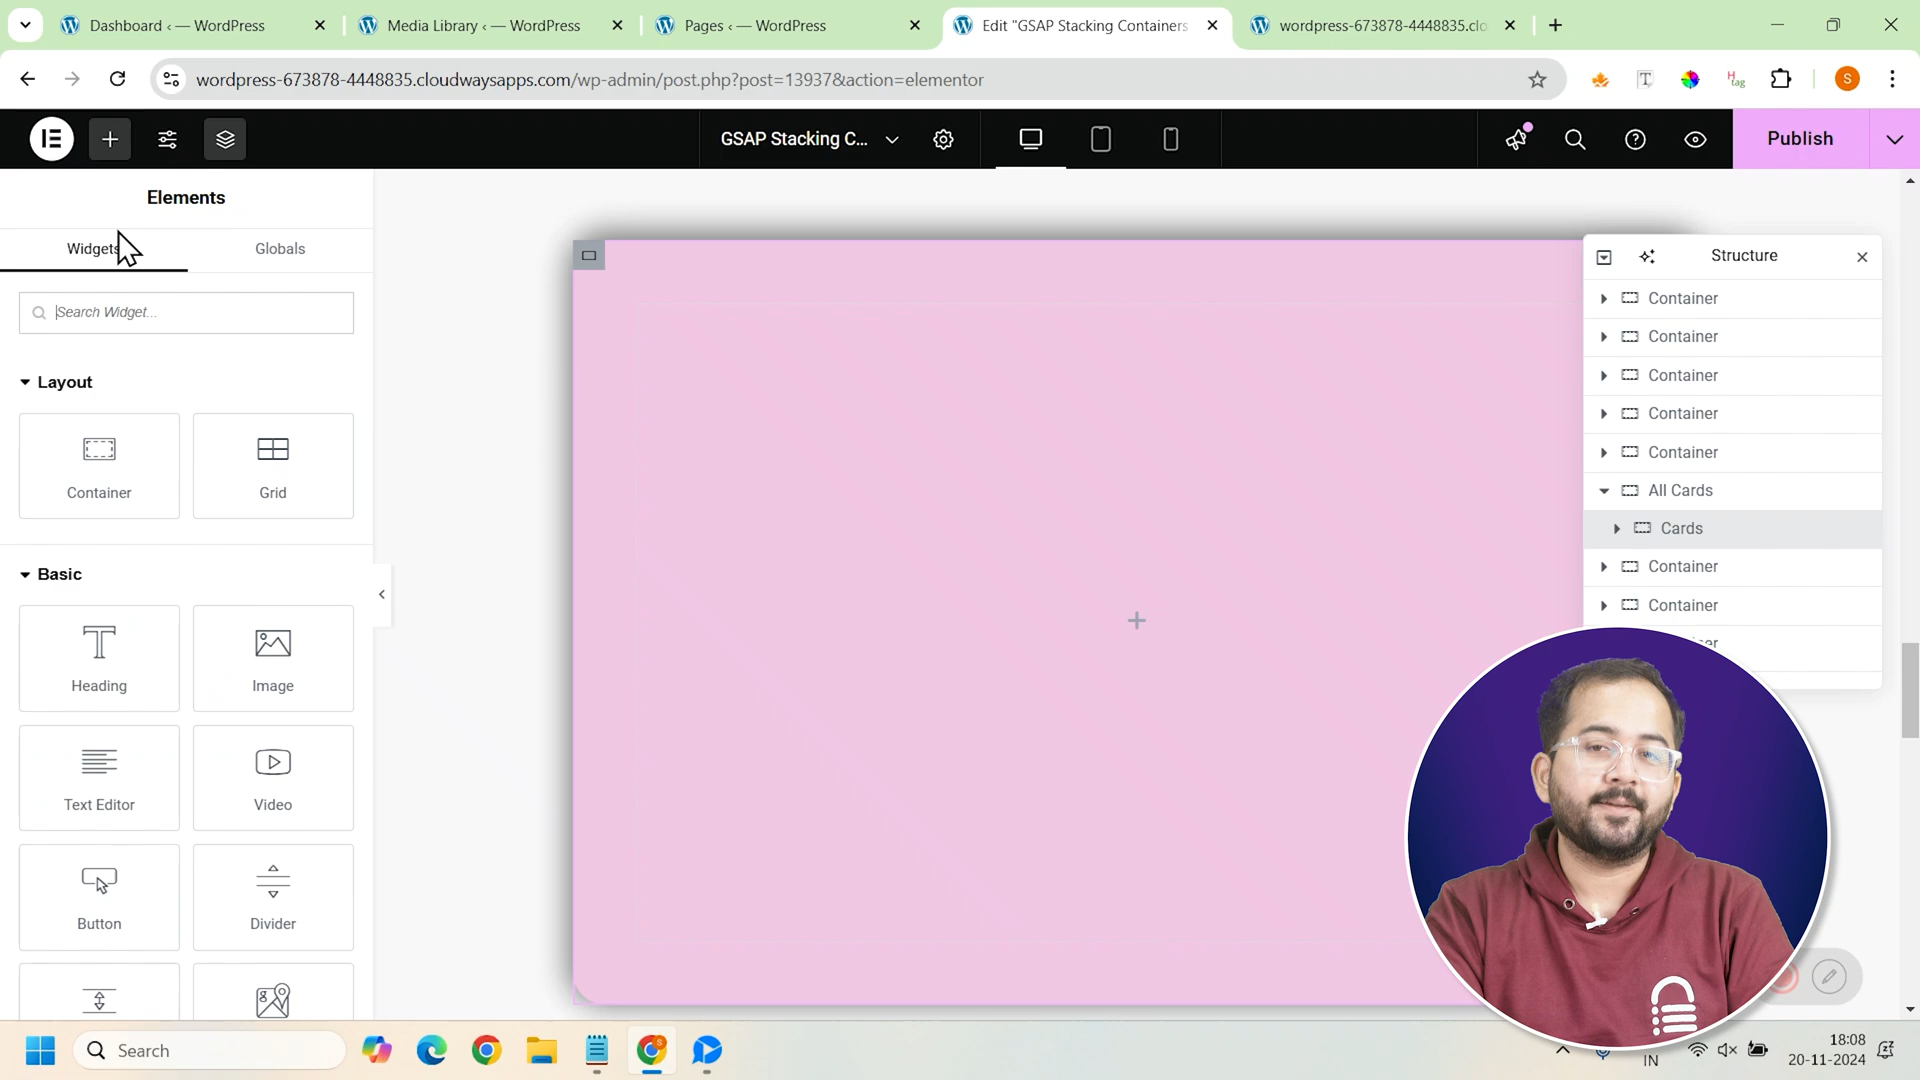 Dashboard ‹ — WordPress
Media Library ‹ — WordPress
Pages ‹ — WordPress
Edit "GSAP Stacking Containers
wordpress-673878-4448835.clo
wordpress-673878-4448835.cloudwaysapps.com/wp-admin/post.php?post=13937&action=elementor
T
H
tag
S
GSAP Stacking C...
Publish
Elements
Widgets
Globals
Search Widget...
Layout
Container
Grid
Basic
Heading
Image
Text Editor
Video
Button
Divider
Structure
Container
Container
Container
Container
Container
All Cards
Cards
Container
Container
Search
IN
18:08
20-11-2024